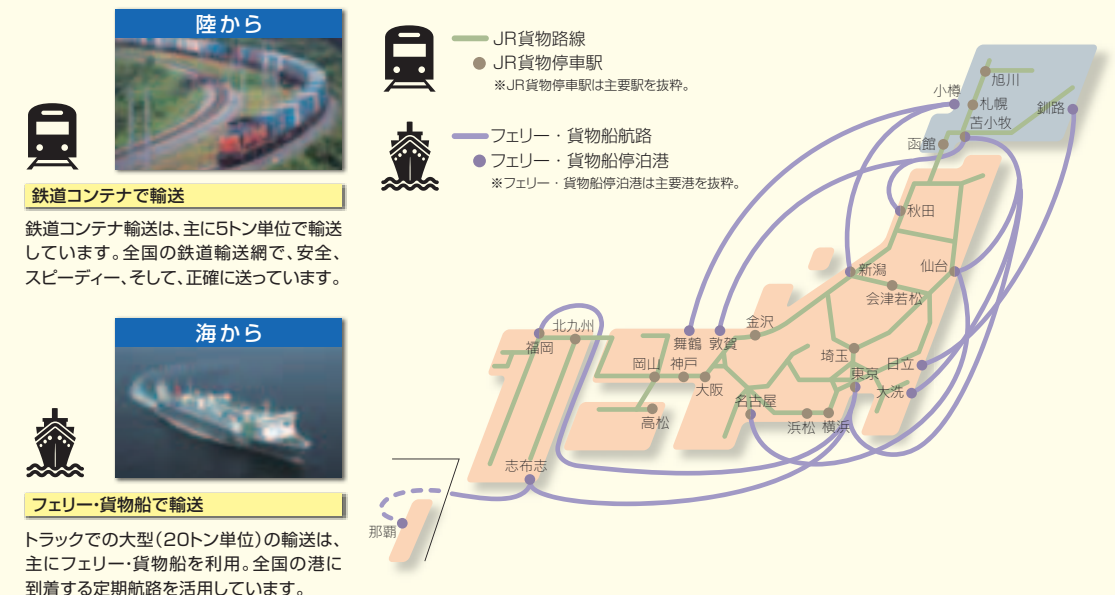 陸から
鉄道コンテナで輸送
鉄道コンテナ輸送は、主に5トン単位で輸送
しています。全国の鉄道輸送網で、安全、
スピーディー、そして、正確に送っています。
海から
フェリー・貨物船で輸送
トラックでの大型(20トン単位)の輸送は、
主にフェリー・貨物船を利用。全国の港に
到着する定期航路を活用しています。
JR貨物路線
JR貨物停車駅
※JR貨物停車駅は主要駅を抜粋。
フェリー・貨物船航路
フェリー・貨物船停泊港
※フェリー・貨物船停泊港は主要港を抜粋。
旭川
小樽
札幌
釧路
苫小牧
函館
秋田
新潟
仙台
会津若松
金沢
北九州
福岡
舞鶴
敦賀
埼玉
日立
岡山
神戸
東京
大阪
大洗
名古屋
高松
浜松
横浜
志布志
那覇